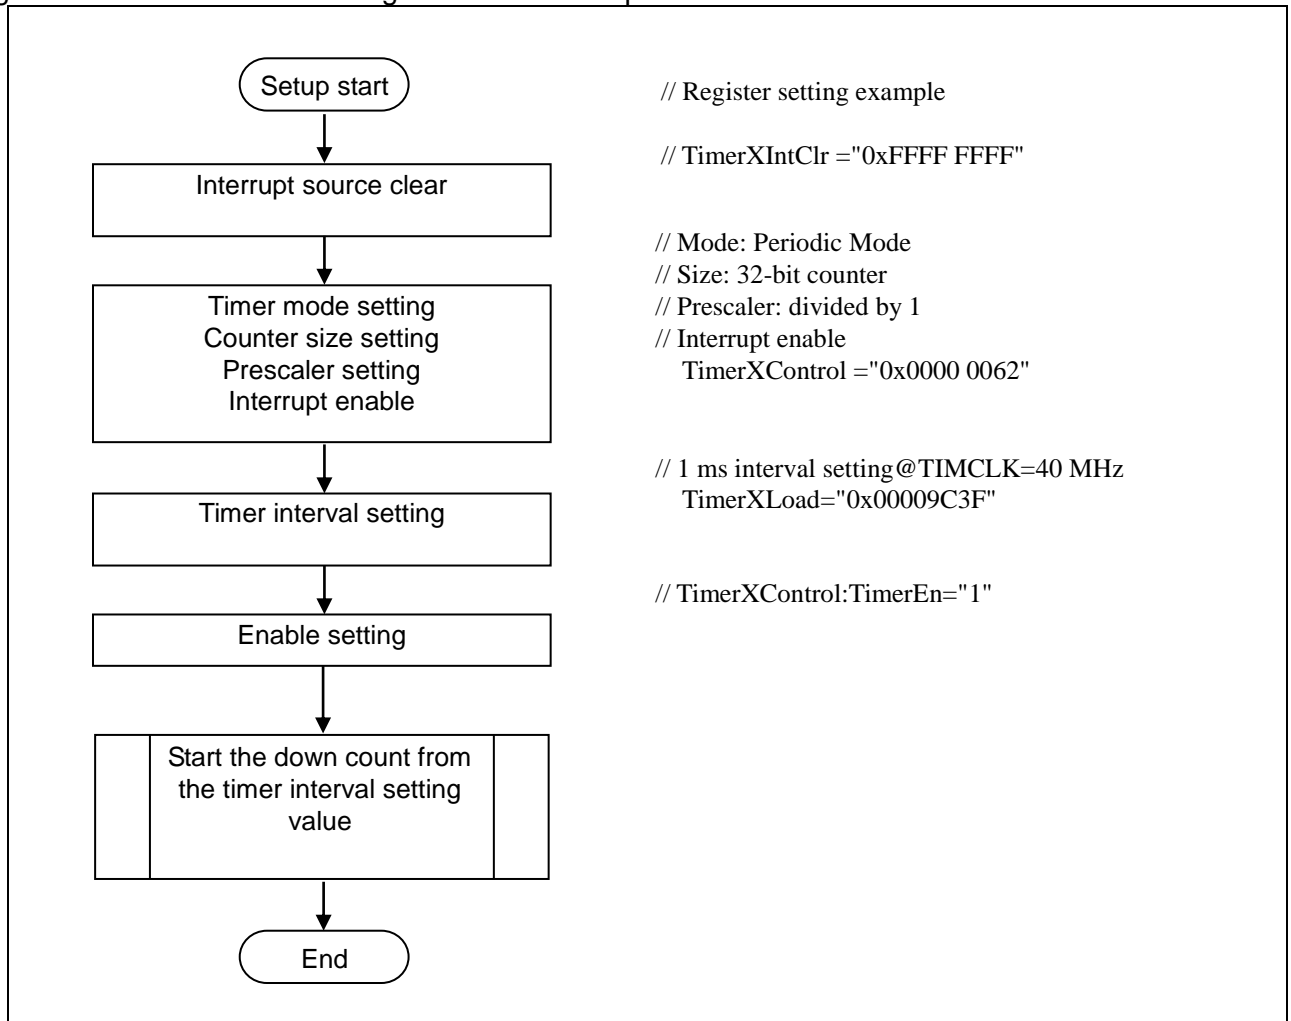 Setup start
// Register setting example
// TimerXIntClr ="0xFFFF FFFF"
Interrupt source clear
// Mode: Periodic Mode
// Size: 32-bit counter
// Prescaler: divided by 1
// Interrupt enable
TimerXControl ="0x0000 0062"
Timer mode setting
Counter size setting
Prescaler setting
Interrupt enable
// 1 ms interval setting@TIMCLK=40 MHz
TimerXLoad="0x00009C3F"
Timer interval setting
// TimerXControl:TimerEn="1"
Enable setting
Start the down count from
the timer interval setting
value
End